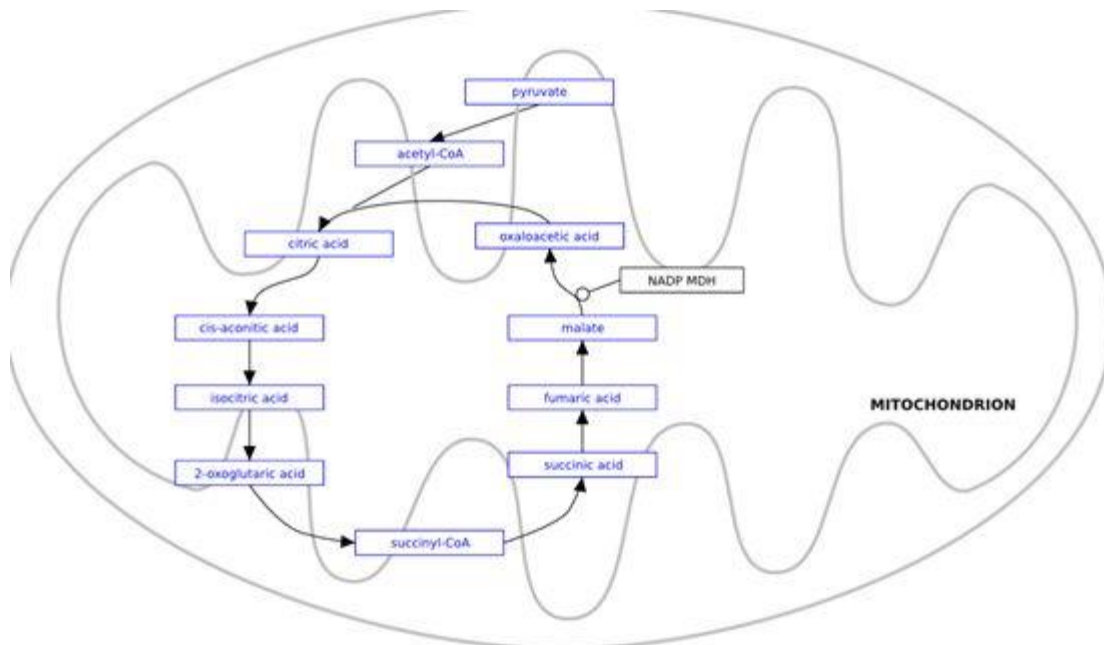 pyruvate
acetyl-CoA
citric acid
oxaloacetic acid
NADP MDH
cis-aconitic acid
malate
isocitric acid
fumaric acid
MITOCHONDRION
2-oxoglutaric acid
succinic acid
succinyl-CoA